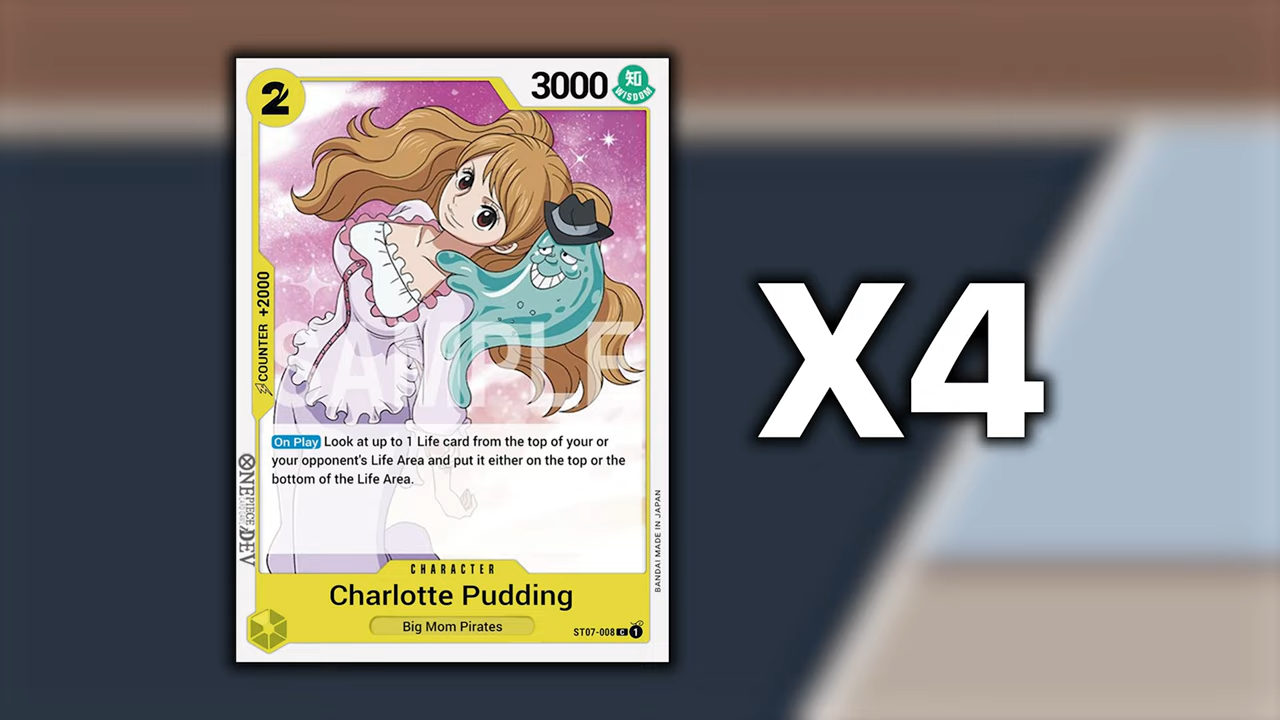 2
3000
知
WISDOM
COUNTER +2000
X4
SAMPLE
On Play Look at up to 1 Life card from the top of your or
your opponent's Life Area and put it either on the top or the
bottom of the Life Area.
ONE PIECE
CARD GAME
.DEV
BANDAI MADE IN JAPAN
CHARACTER
Charlotte Pudding
Big Mom Pirates
ST07-008 C 1